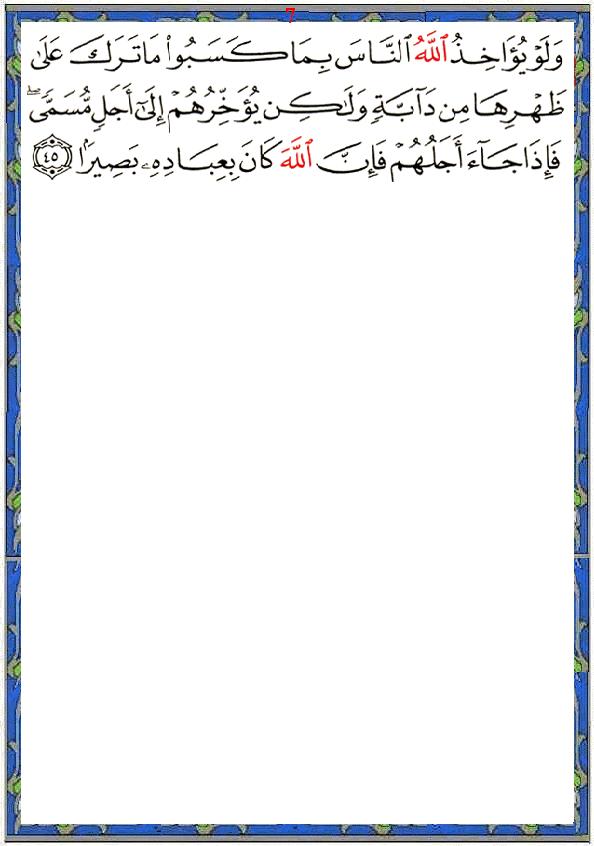 7
وَلَوْ يُؤَاخِذُ ٱللَّهُ ٱلنَّاسَ بِمَا كَسَبُوا۟ مَا تَرَكَ عَلَىٰ
ظَهْرِهَا مِن دَآبَّةٍ وَلَـٰكِن يُؤَخِّرُهُمْ إِلَىٰٓ أَجَلٍ مُّسَمًّى ۖ
فَإِذَا جَآءَ أَجَلُهُمْ فَإِنَّ ٱللَّهَ كَانَ بِعِبَادِهِۦ بَصِيرًۢا ٤٥